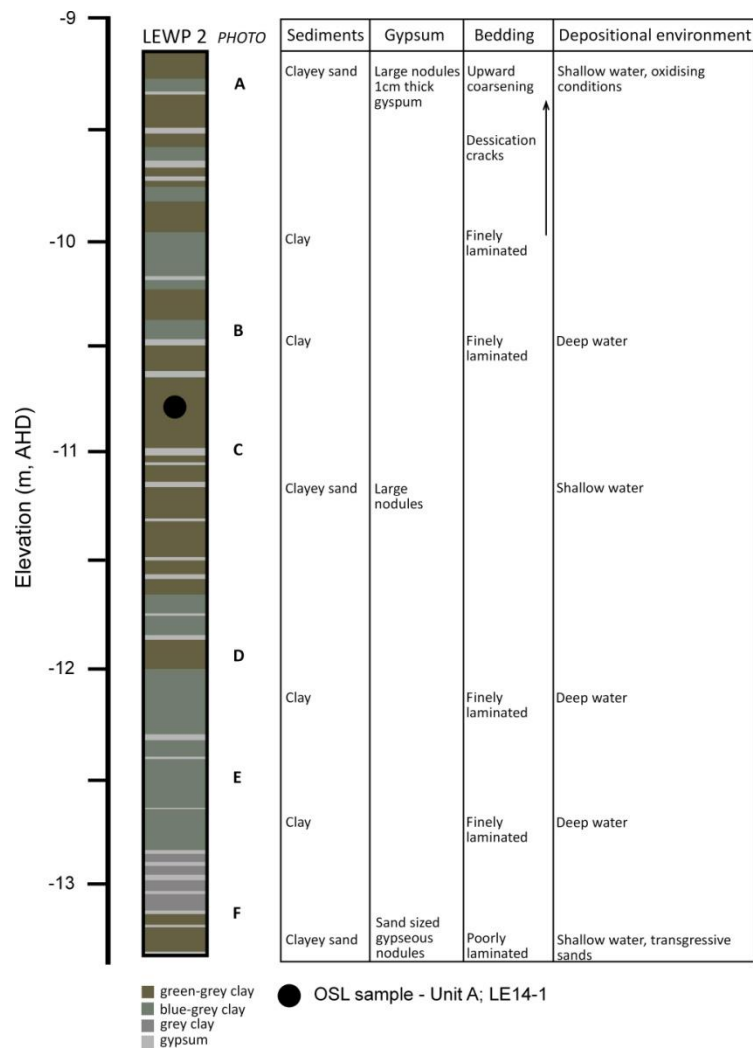 LEWP 2
PHOTO
Sediments
Gypsum
Bedding
Depositional environment
Elevation (m, AHD)
-9
-10
-11
-12
-13
A
B
C
D
E
F
Clayey sand
Large nodules
1cm thick
gyspum
Upward
coarsening
Shallow water, oxidising
conditions
Dessication
cracks
Clay
Finely
laminated
Clay
Finely
laminated
Deep water
Clayey sand
Large
nodules
Shallow water
Clay
Finely
laminated
Deep water
Clay
Finely
laminated
Deep water
Clayey sand
Sand sized
gypseous
nodules
Poorly
laminated
Shallow water, transgressive
sands
green-grey clay
blue-grey clay
grey clay
gypsum
OSL sample - Unit A; LE14-1